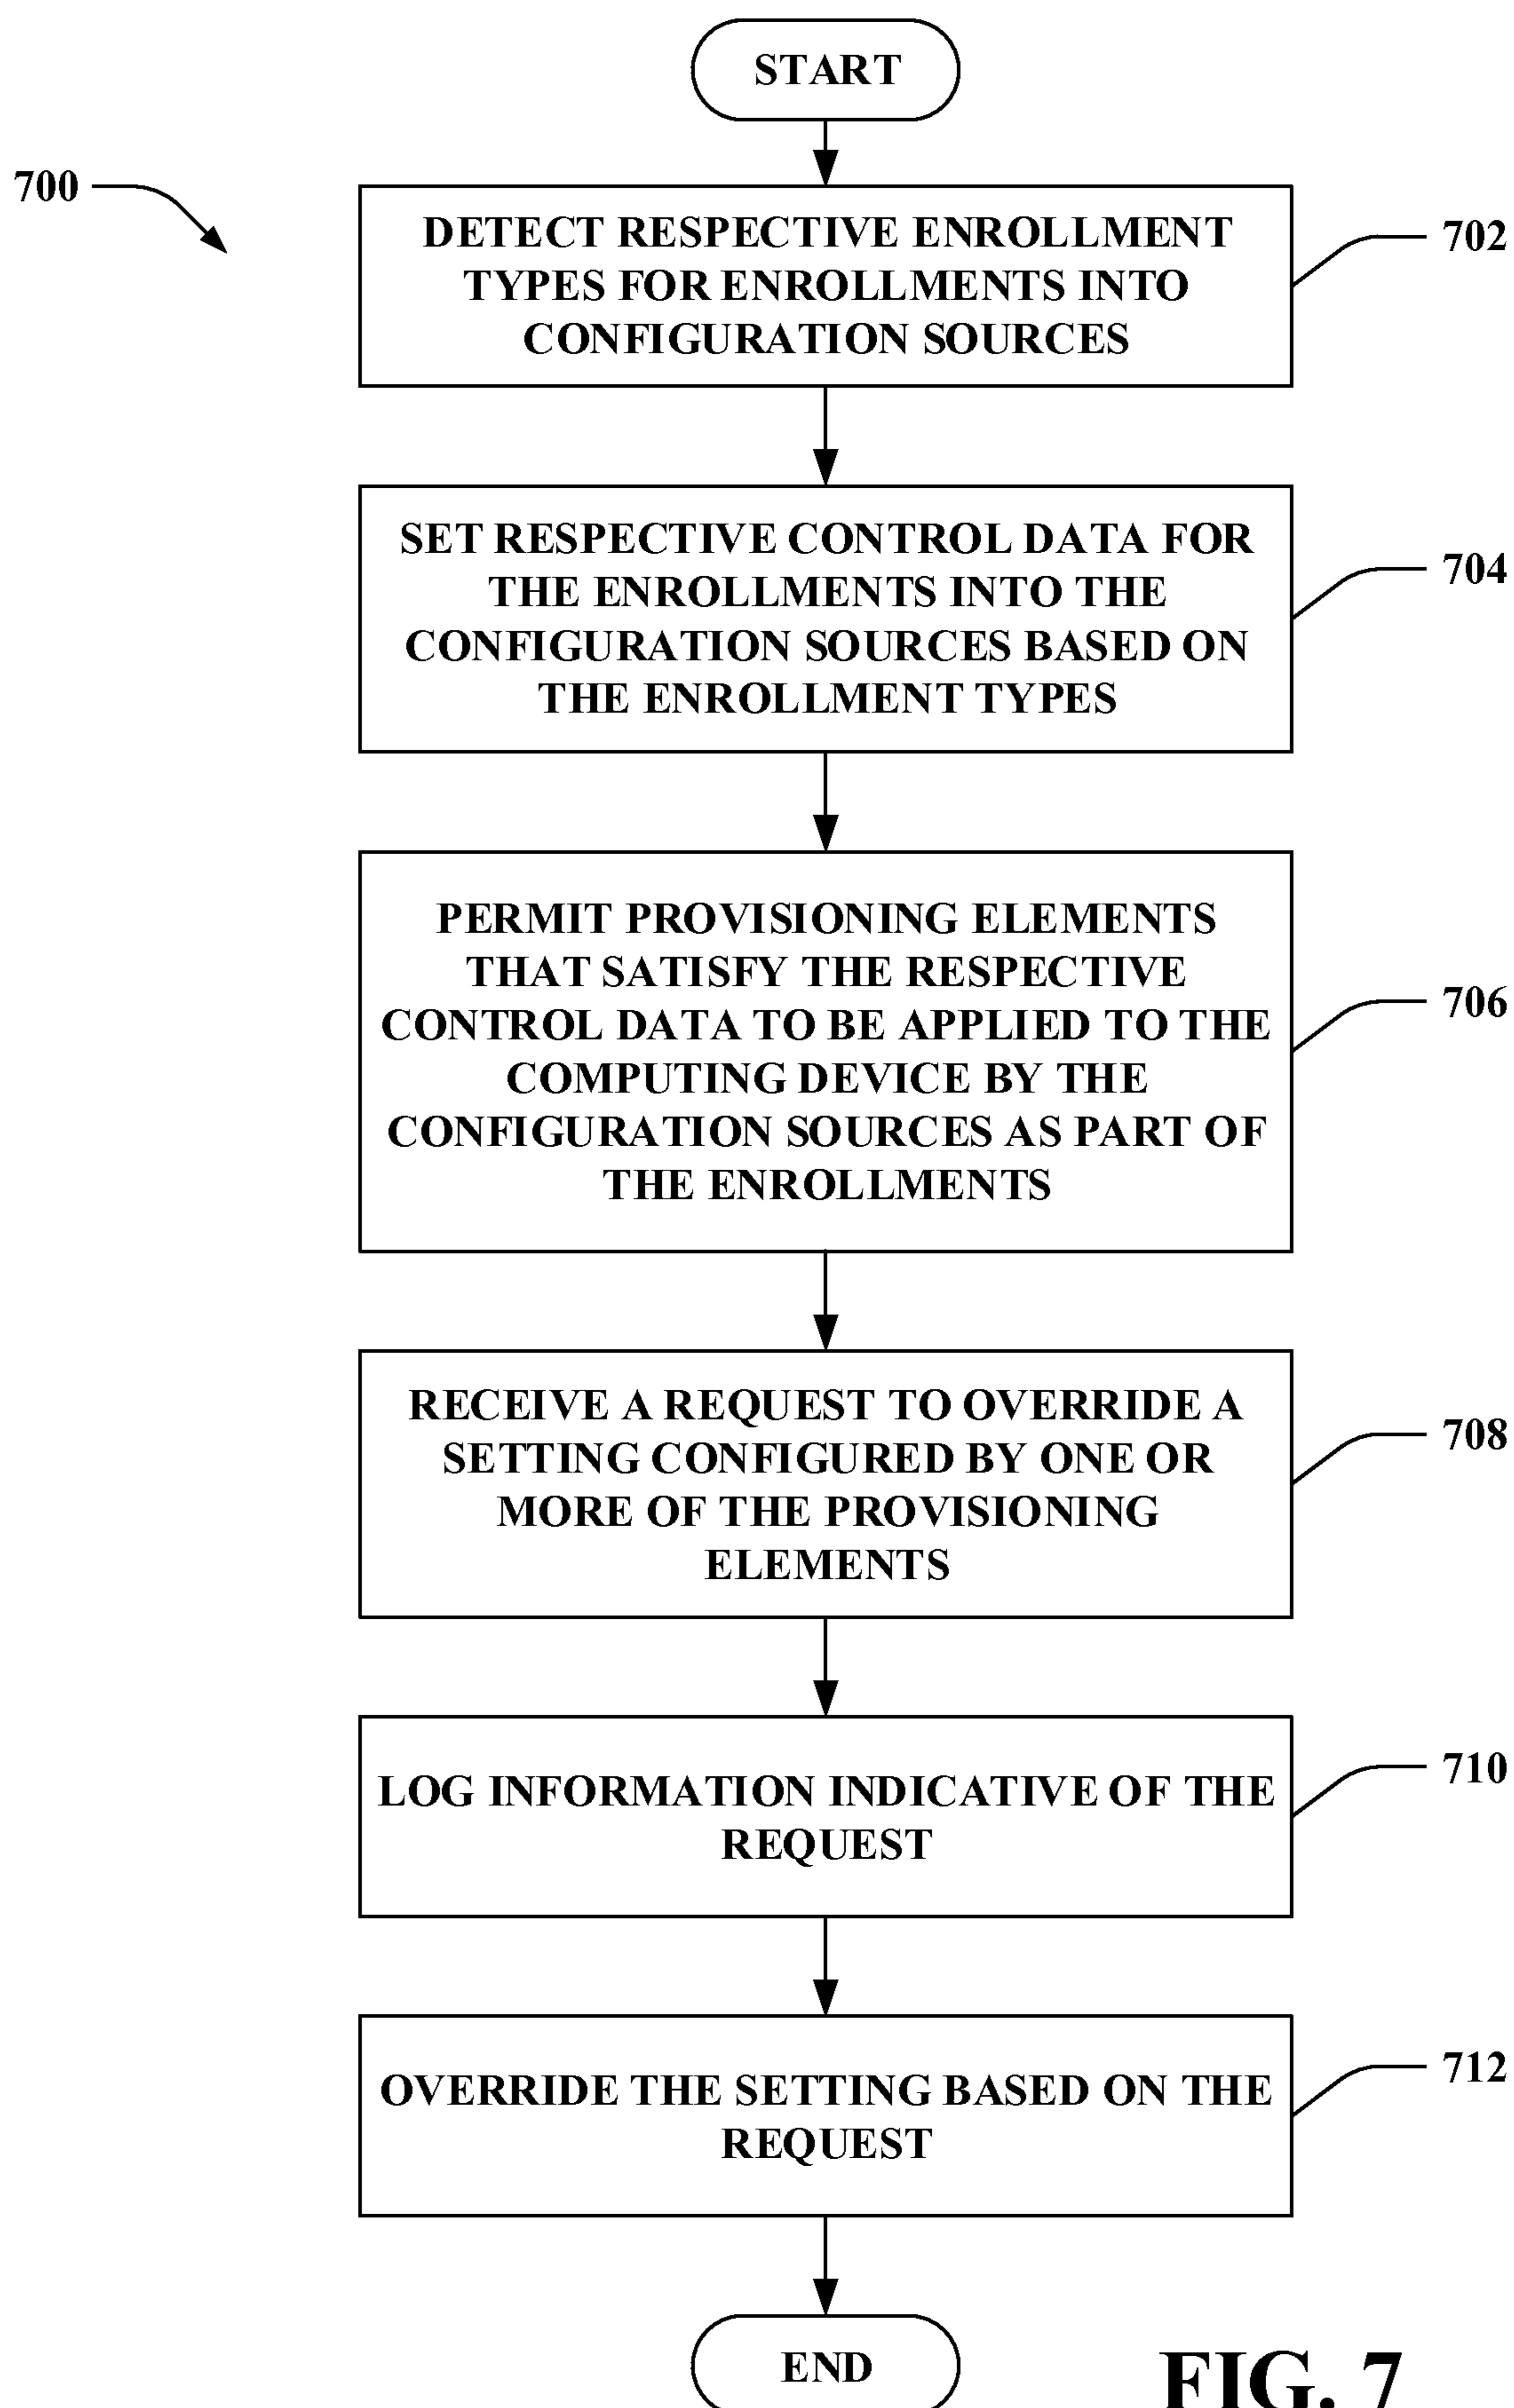 START
700
DETECT RESPECTIVE ENROLLMENT
TYPES FOR ENROLLMENTS INTO
CONFIGURATION SOURCES
702
SET RESPECTIVE CONTROL DATA FOR
THE ENROLLMENTS INTO THE
CONFIGURATION SOURCES BASED ON
THE ENROLLMENT TYPES
704
PERMIT PROVISIONING ELEMENTS
THAT SATISFY THE RESPECTIVE
CONTROL DATA TO BE APPLIED TO THE
COMPUTING DEVICE BY THE
CONFIGURATION SOURCES AS PART OF
THE ENROLLMENTS
706
RECEIVE A REQUEST TO OVERRIDE A
SETTING CONFIGURED BY ONE OR
MORE OF THE PROVISIONING
ELEMENTS
708
LOG INFORMATION INDICATIVE OF THE
REQUEST
710
OVERRIDE THE SETTING BASED ON THE
REQUEST
712
END
FIG. 7